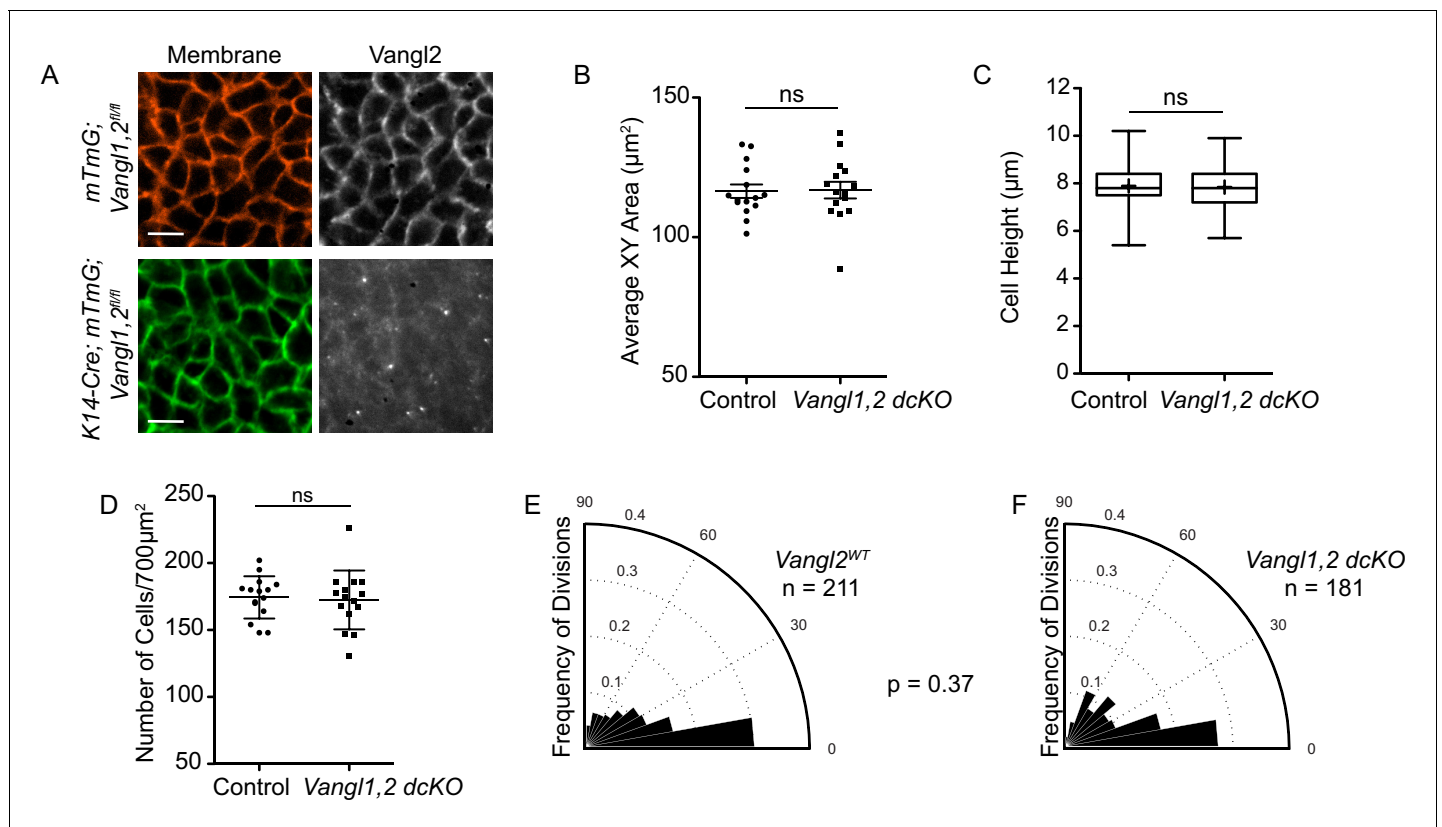 A
Membrane
Vangl2
mTmG;
Vangl1,2fl/fl
K14-Cre; mTmG;
Vangl1,2fl/fl
B
ns
150
100
50
Average XY Area (µm²)
Control
Vangl1,2 dcKO
C
ns
12
10
8
6
4
2
0
Cell Height (µm)
Control
Vangl1,2 dcKO
D
ns
250
200
150
100
50
Number of Cells/700µm²
Control
Vangl1,2 dcKO
E
Frequency of Divisions
90
0.4
60
0.3
0.2
30
0.1
0
Vangl2WT
n = 211
p = 0.37
F
Frequency of Divisions
90
0.4
60
0.3
0.2
30
0.1
0
Vangl1,2 dcKO
n = 181